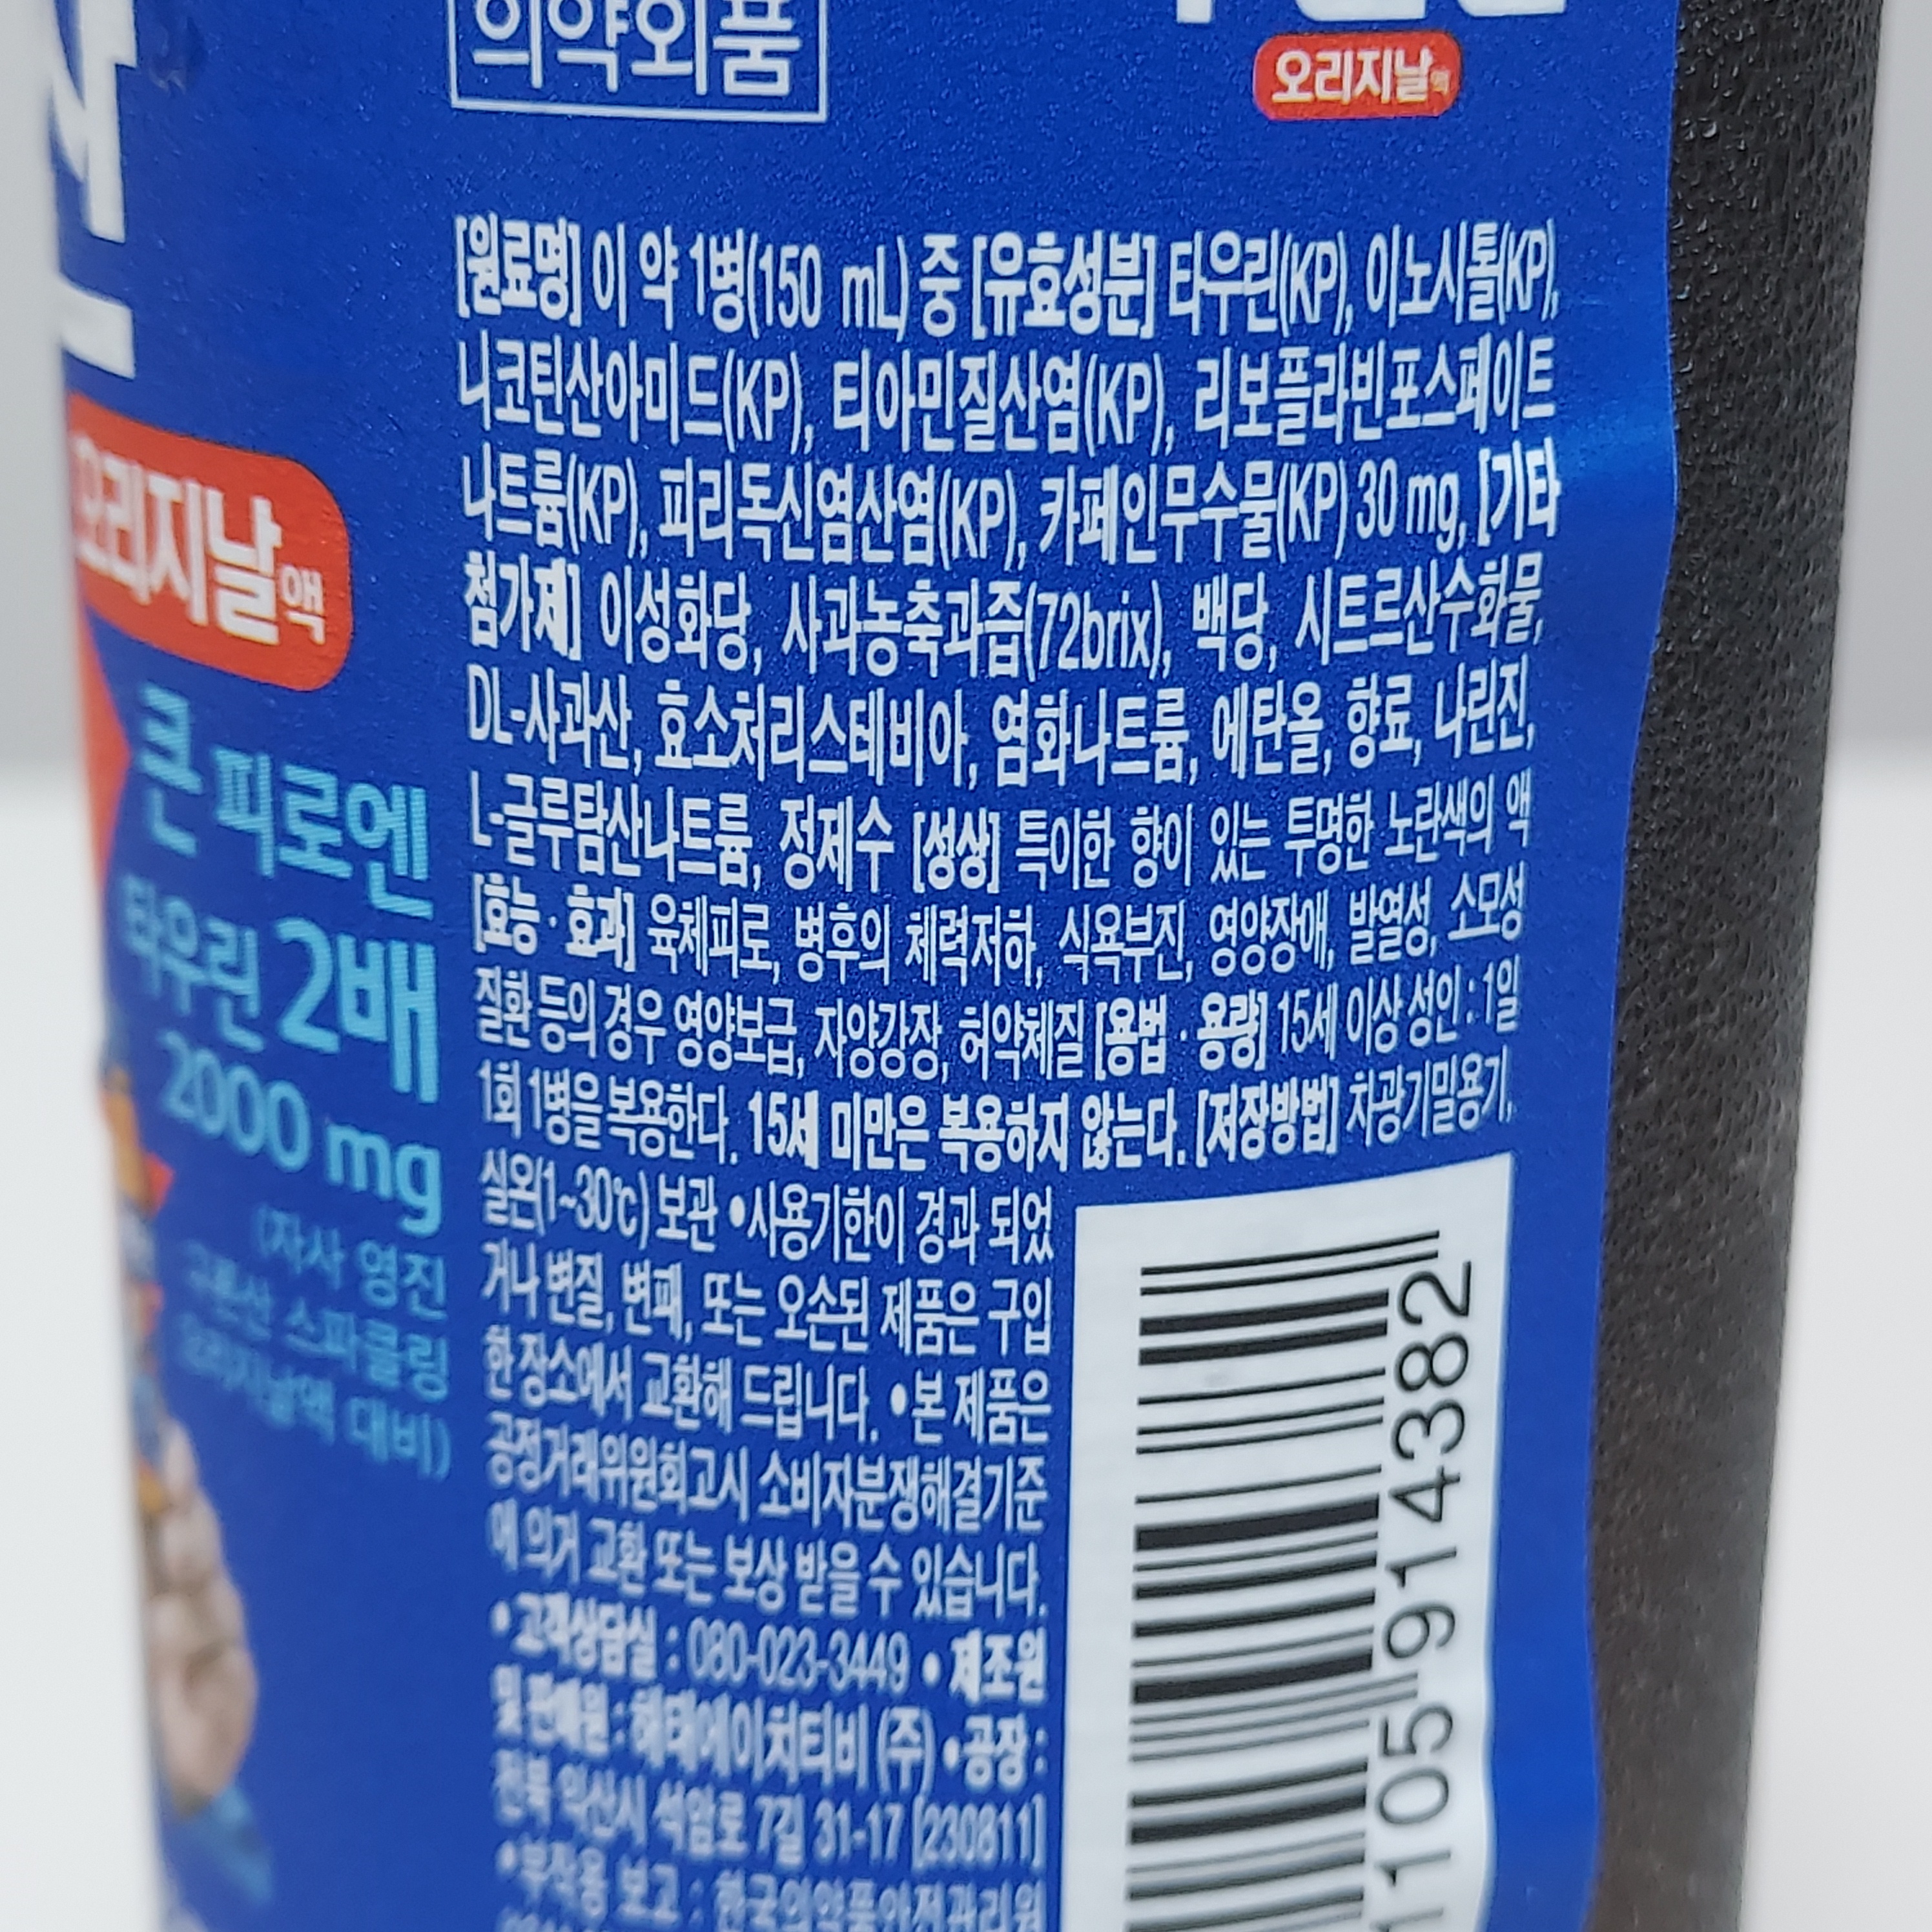 의약외품
오리지날액
[원료명] 이 약 1병(150 mL) 중 [유효성분] 타우린(KP), 이노시톨(KP),
니코틴산아미드(KP), 티아민질산염(KP), 리보플라빈포스페이트
나트륨(KP), 피리독신염산염(KP), 카페인무수물(KP) 30 mg, [기타
첨가제] 이성화당, 사과농축과즙(72brix), 백당, 시트르산수화물,
DL-사과산, 효소처리스테비아, 염화나트륨, 에탄올, 향료, 나린진,
L-글루탐산나트륨, 정제수 [성상] 특이한 향이 있는 투명한 노란색의 액
[효능·효과] 육체피로, 병후의 체력저하, 식욕부진, 영양장애, 발열성, 소모성
질환 등의 경우 영양보급, 자양강장, 허약체질 [용법·용량] 15세 이상 성인 : 1일
1회 1병을 복용한다. 15세 미만은 복용하지 않는다. [저장방법] 차광기밀용기,
실온(1~30℃) 보관 •사용기한이 경과 되었
거나 변질, 변패, 또는 오손된 제품은 구입
한 장소에서 교환해 드립니다. •본 제품은
공정거래위원회고시 소비자분쟁해결기준
에 의거 교환 또는 보상 받을 수 있습니다.
•고객상담실 : 080-023-3449 •제조원
및 판매원 : 해태에이치티비 (주) •공장 :
전북 익산시 석암로 7길 31-17 [230811]
•부작용 보고 : 한국의약품안전관리원
1105 914382
오리지날액
큰 피로엔
타우린 2배
2000 mg
(자사 영진
구론산 스파클링
오리지날액 대비)